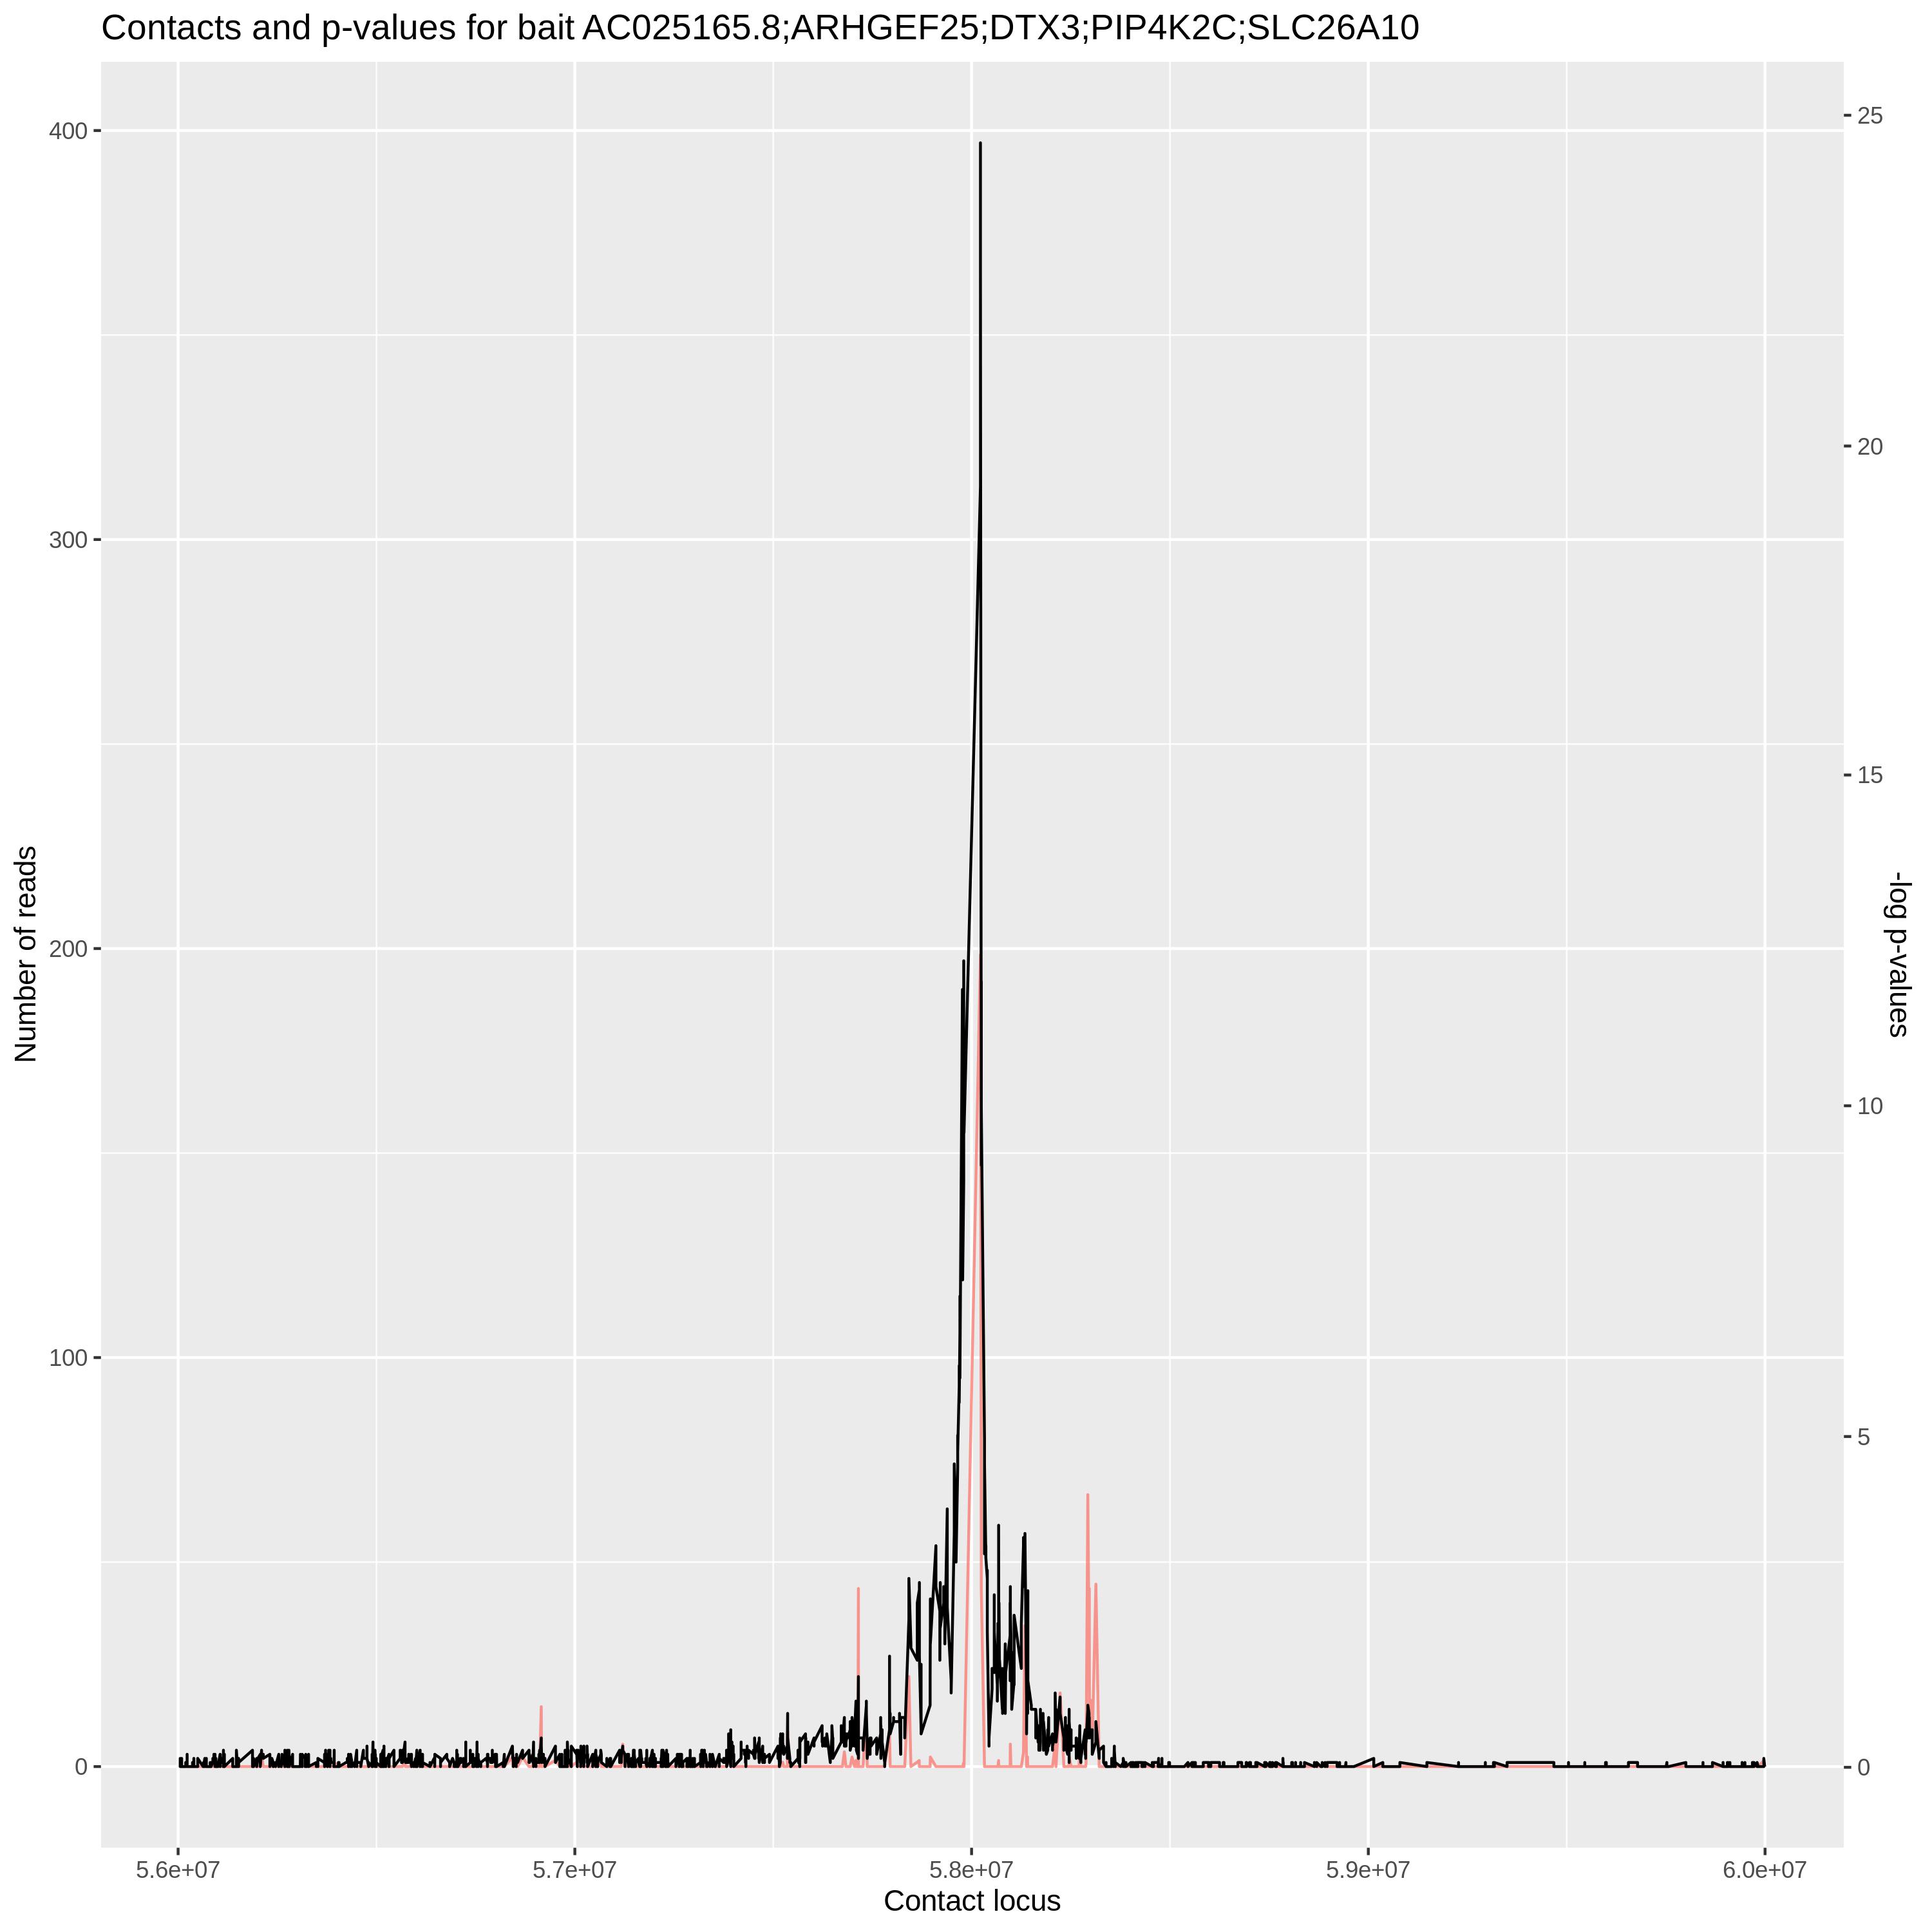 Contacts and p-values for bait AC025165.8;ARHGEF25;DTX3;PIP4K2C;SLC26A10
400
300
200
100
0
Number of reads
25
20
15
10
5
0
-log p-values
5.6e+07 5.7e+07 5.8e+07 5.9e+07 6.0e+07
Contact locus